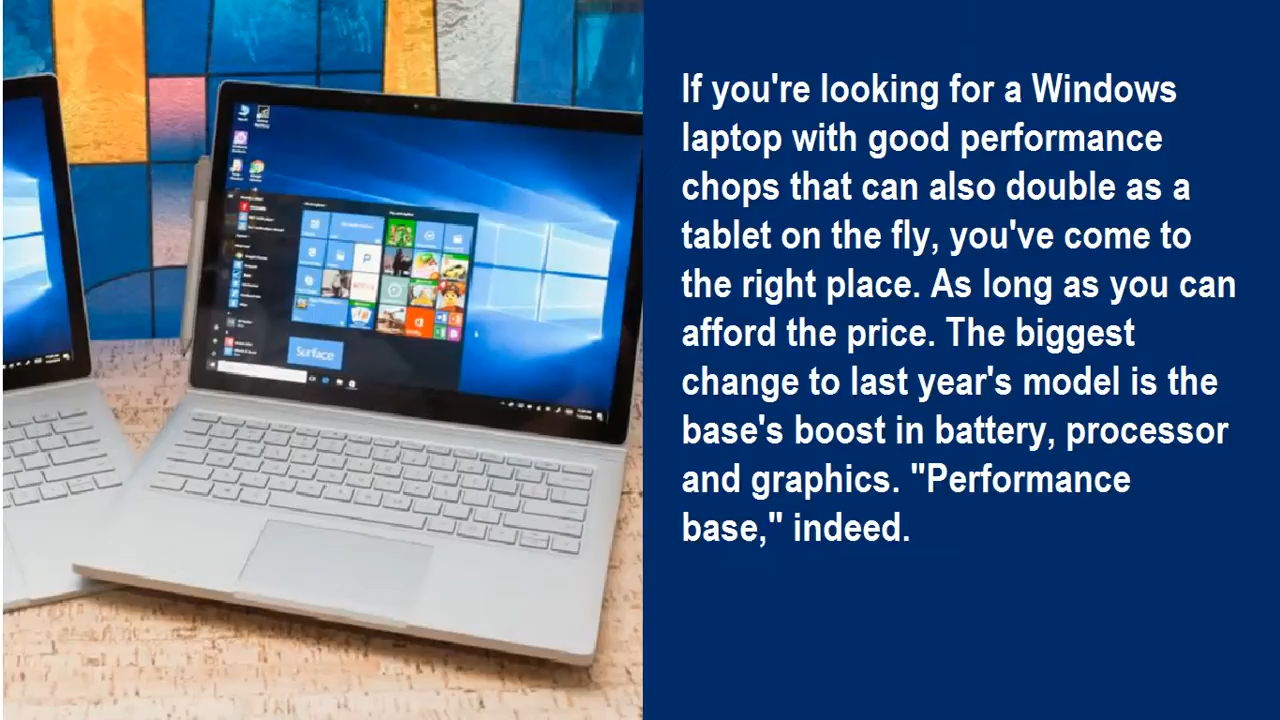 Surface
If you're looking for a Windows
laptop with good performance
chops that can also double as a
tablet on the fly, you've come to
the right place. As long as you can
afford the price. The biggest
change to last year's model is the
base's boost in battery, processor
and graphics. "Performance
base," indeed.